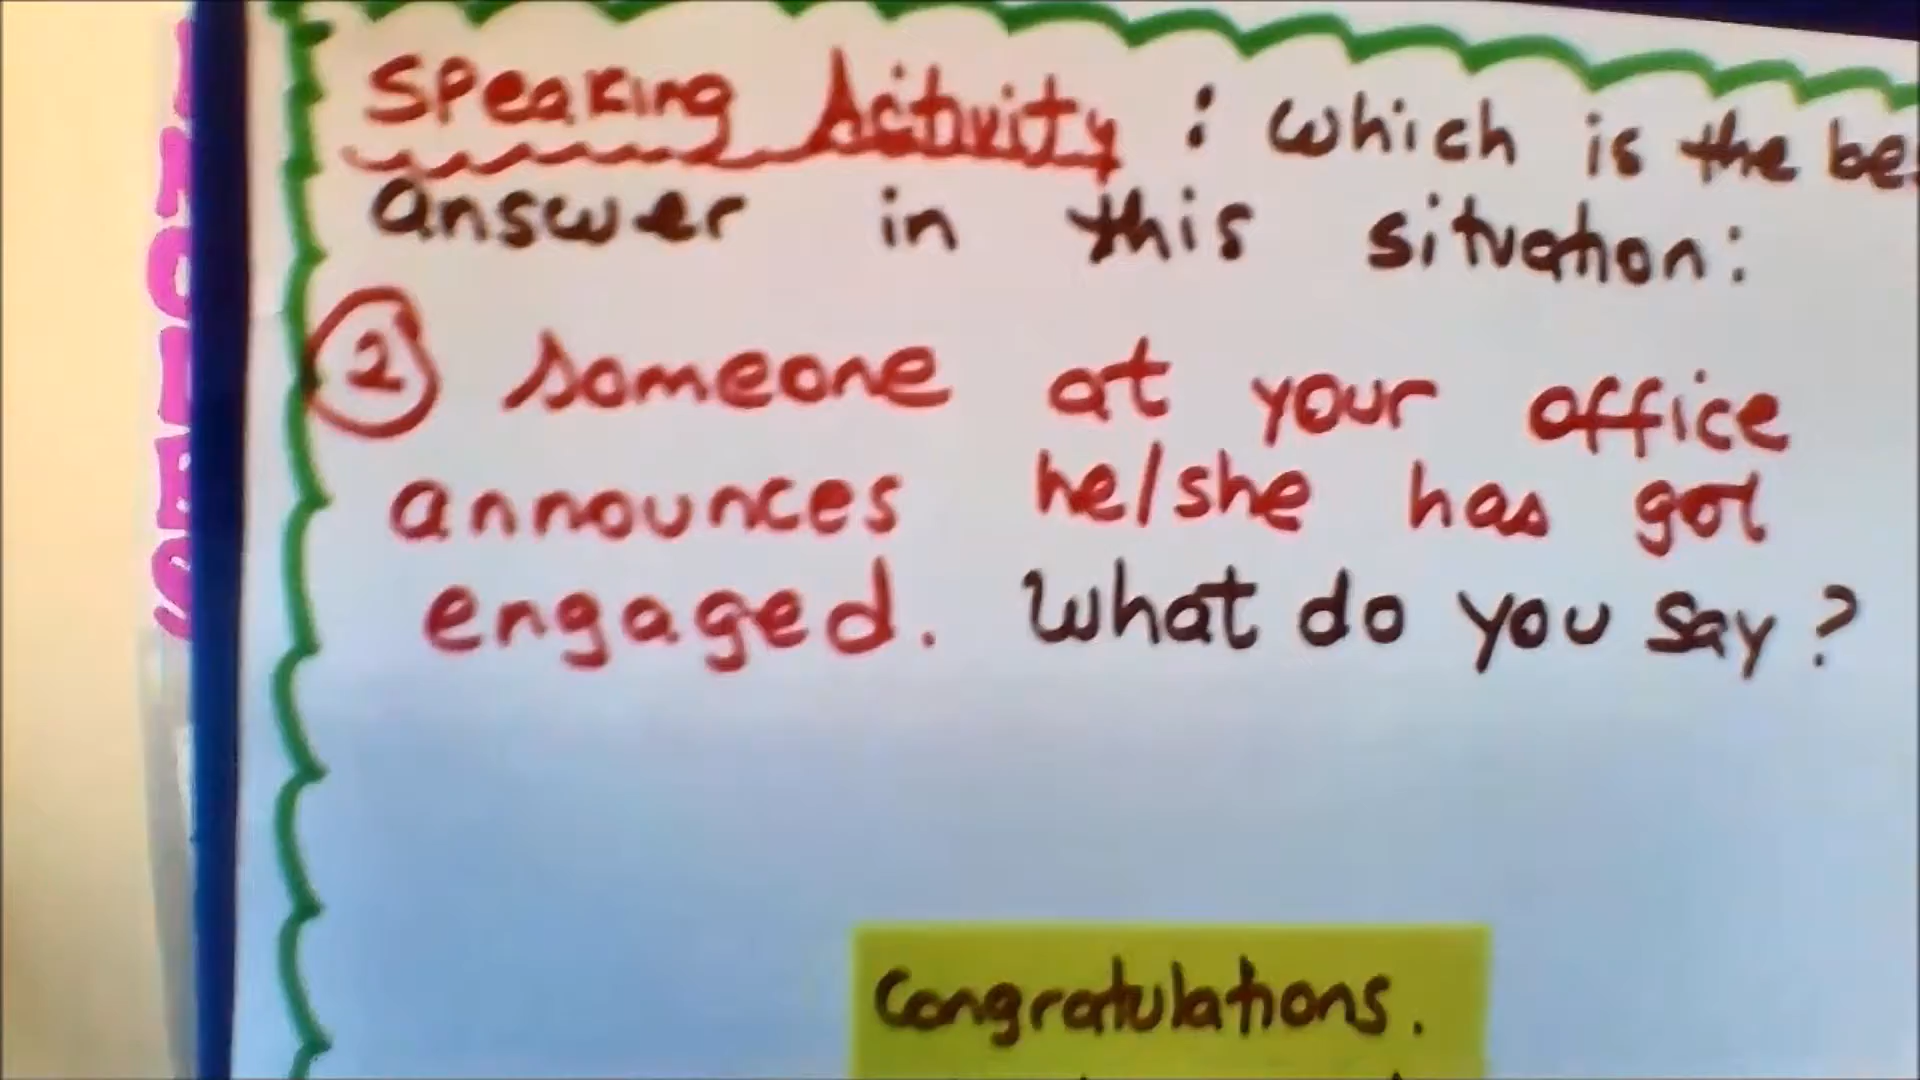 Speaking Activity : Which is the
answer in this situation:
2 Someone at your office
announces he/she has got
engaged. What do you say?
Congratulations.